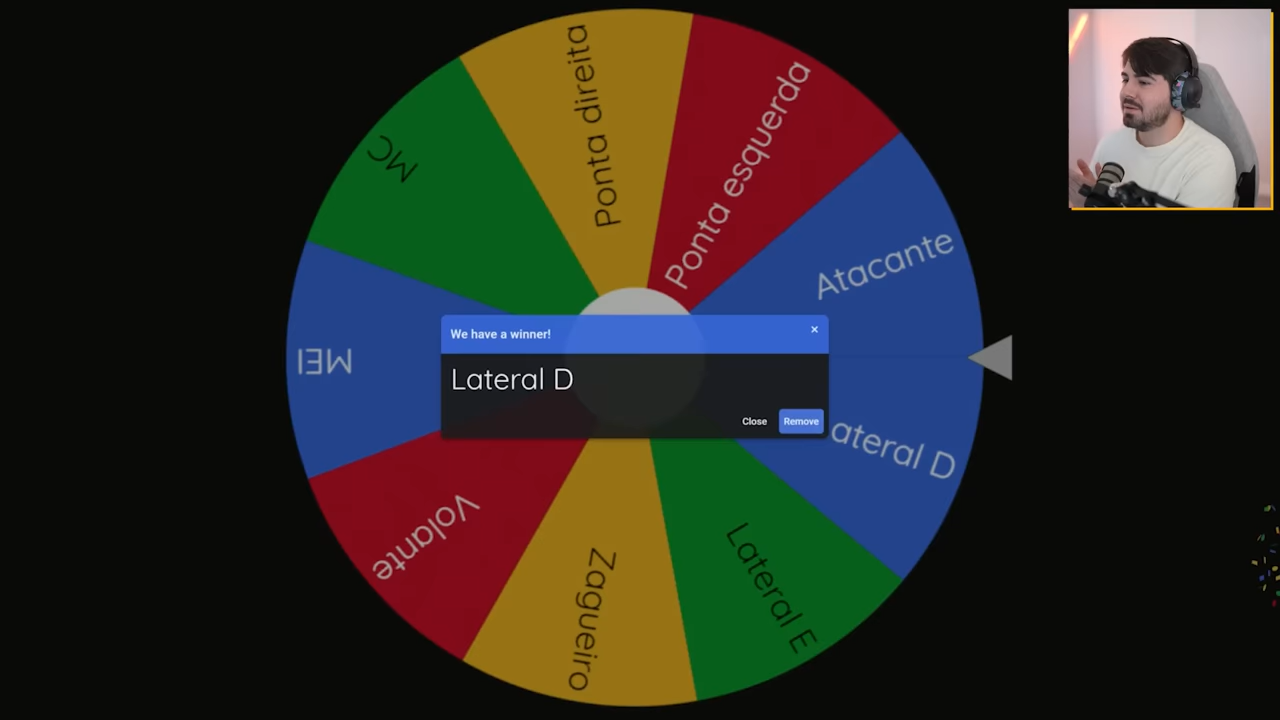 Ponta direita
Ponta esquerda
MC
Atacante
MEI
We have a winner!
×
Lateral D
Close
Remove
ateral D
Volante
Lateral E
Zagueiro